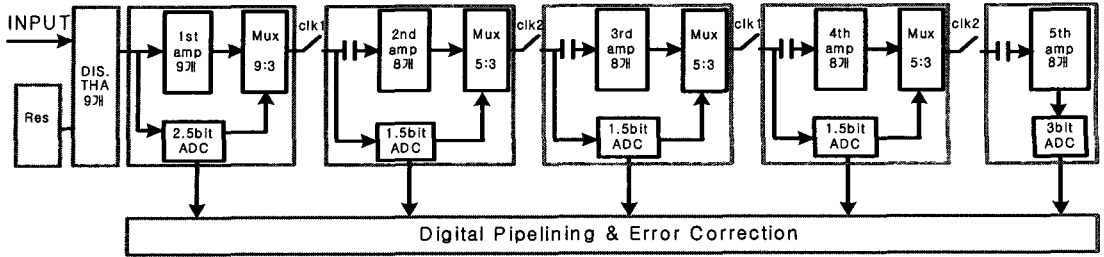 INPUT
Res
DIS.
THA
9개
1st
amp
9개
Mux
9:3
2.5bit
ADC
clk1
2nd
amp
8개
Mux
5:3
1.5bit
ADC
clk2
3rd
amp
8개
Mux
5:3
1.5bit
ADC
clk1
4th
amp
8개
Mux
5:3
1.5bit
ADC
clk2
5th
amp
8개
3bit
ADC
Digital Pipelining & Error Correction